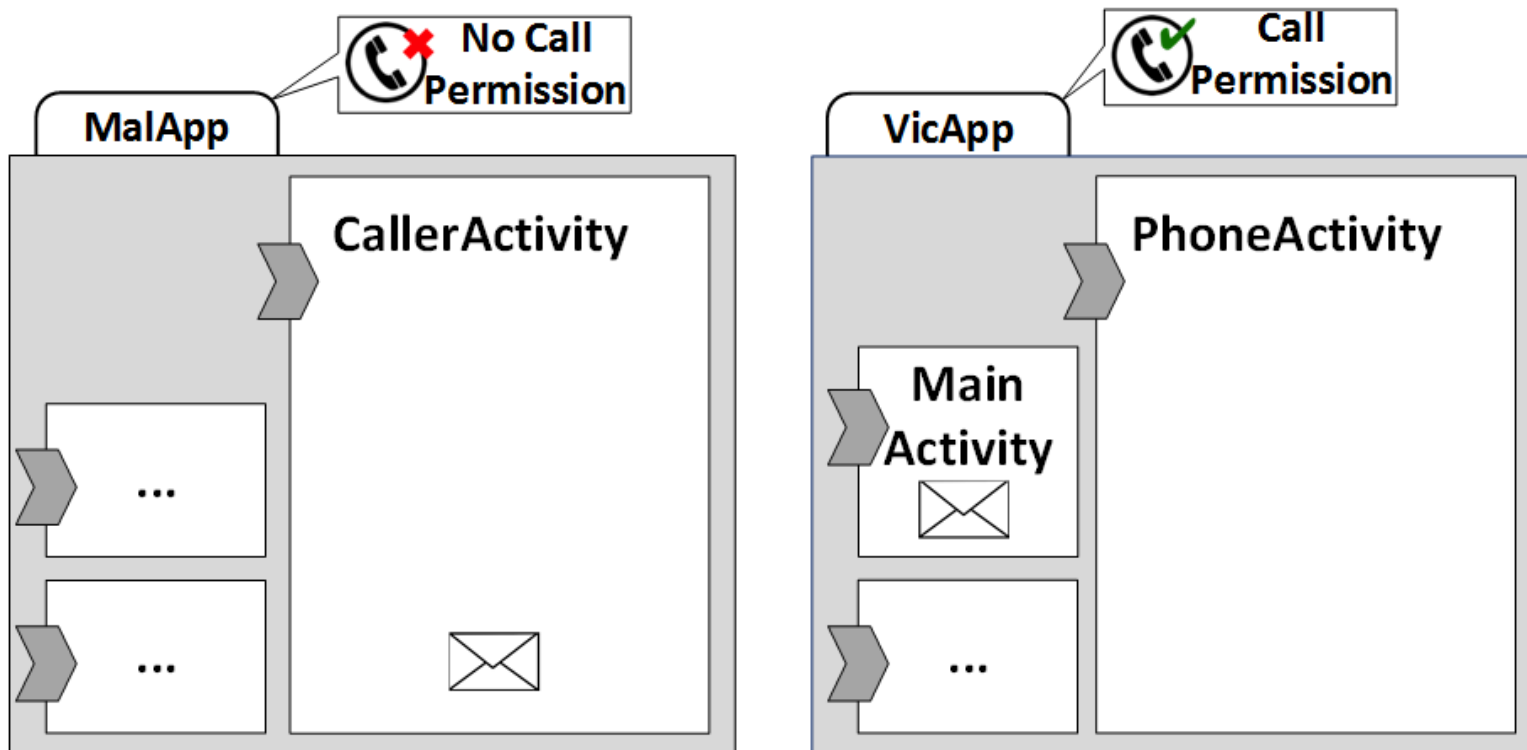 No Call
Permission
MalApp
CallerActivity
...
...
Call
Permission
VicApp
PhoneActivity
Main
Activity
...